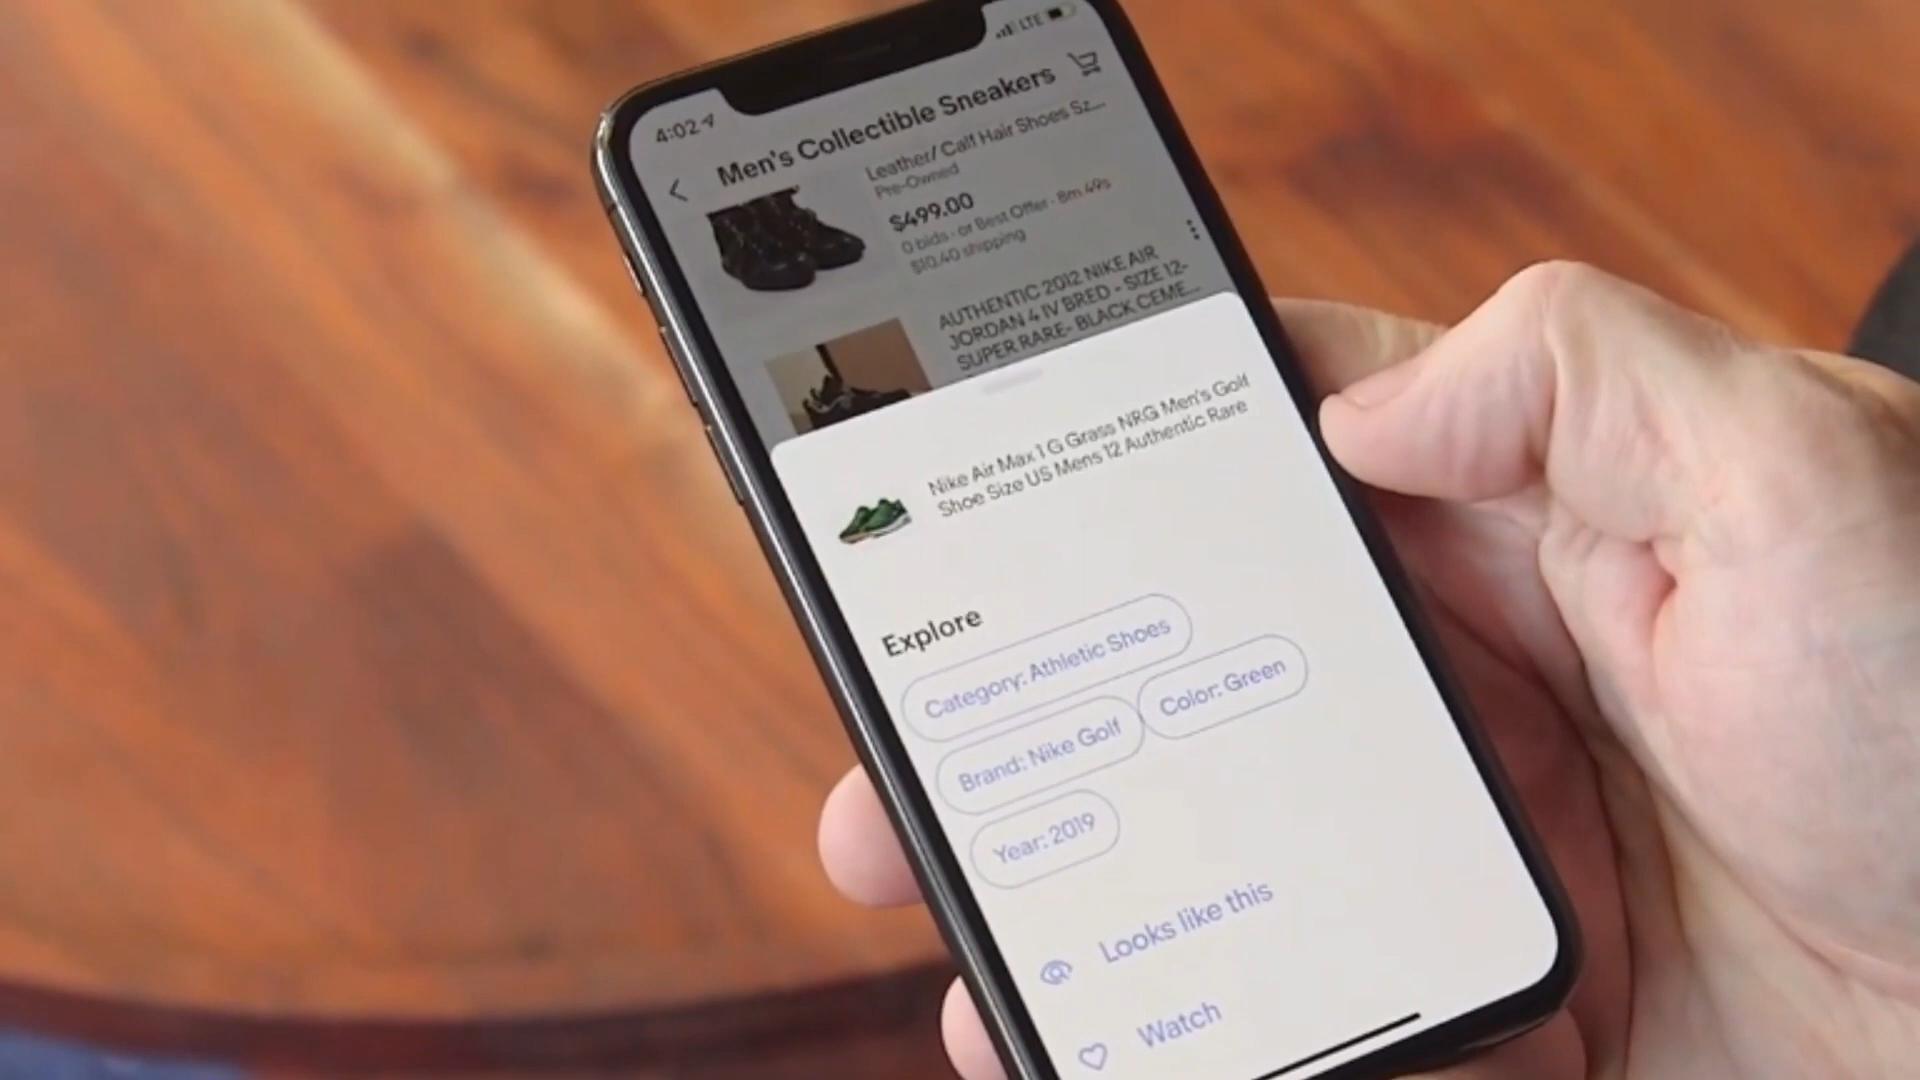 4:02
LTE
Men's Collectible Sneakers
Leather/ Calf Hair Shoes Sz...
Pre-Owned
$499.00
0 bids · or Best Offer · 8m 49s
$10.40 shipping
AUTHENTIC 2012 NIKE AIR
JORDAN 4 IV BRED - SIZE 12-
SUPER RARE- BLACK CEME...
Nike Air Max 1 G Grass NRG Men's Golf
Shoe Size US Mens 12 Authentic Rare
Explore
Category: Athletic Shoes
Brand: Nike Golf
Color: Green
Year: 2019
Looks like this
Watch